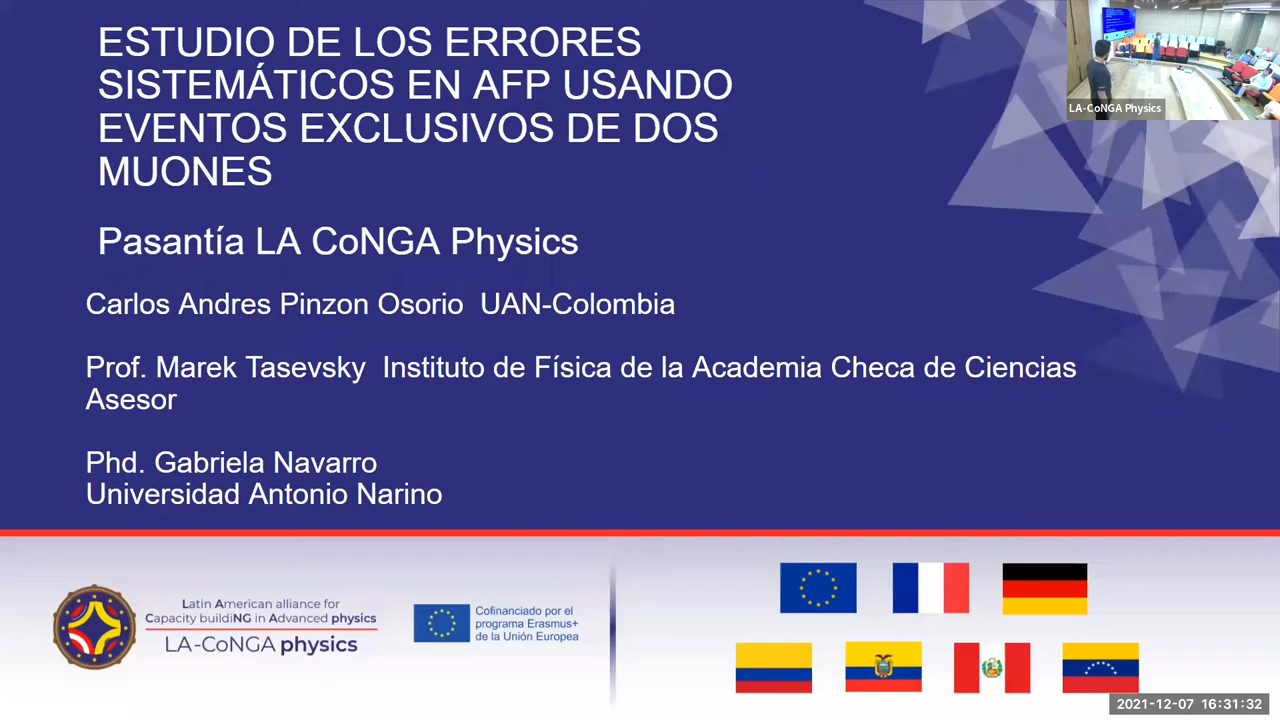 ESTUDIO DE LOS ERRORES
SISTEMÁTICOS EN AFP USANDO
EVENTOS EXCLUSIVOS DE DOS
MUONES
LA-CoNGA Physics
Pasantía LA CoNGA Physics
Carlos Andres Pinzon Osorio UAN-Colombia
Prof. Marek Tasevsky Instituto de Física de la Academia Checa de Ciencias
Asesor
Phd. Gabriela Navarro
Universidad Antonio Narino
Latin American alliance for
Capacity buildiNG in Advanced physics
LA-CoNGA physics
Cofinanciado por el
programa Erasmus+
de la Unión Europea
2021-12-07 16:31:32